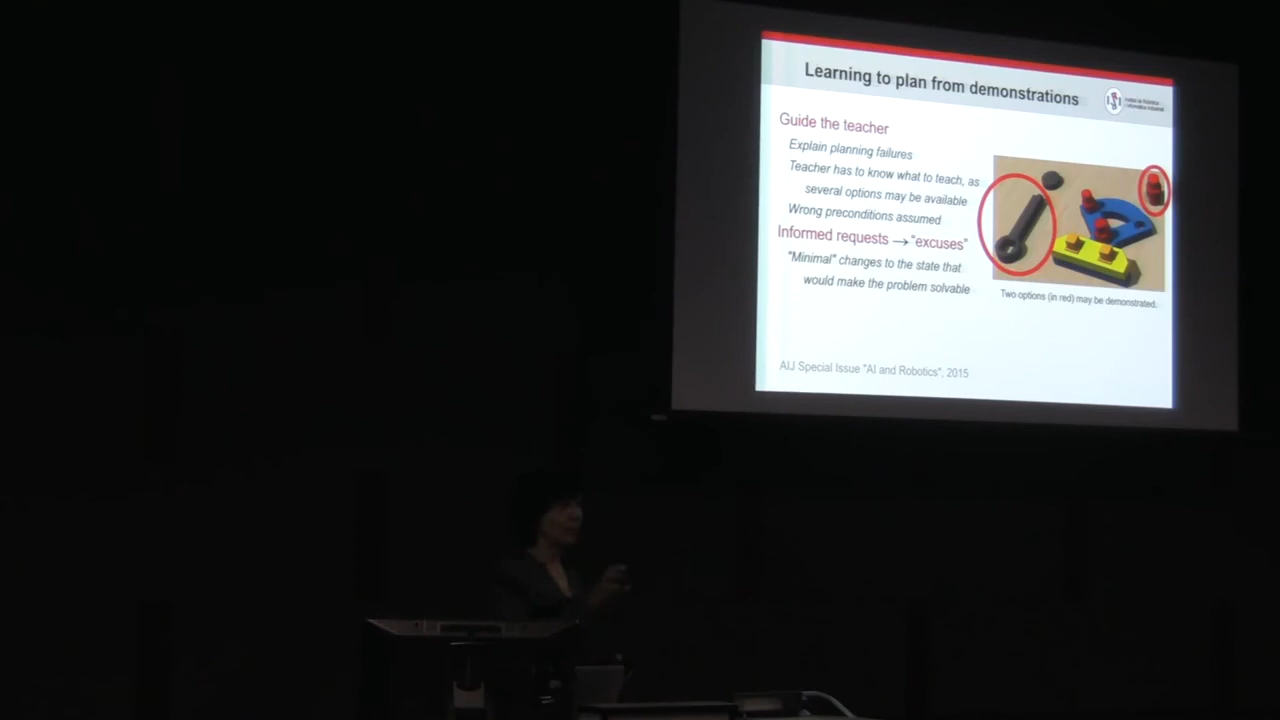 Learning to plan from demonstrations
Guide the teacher
Explain planning failures
Teacher has to know what to teach, as
several options may be available
Wrong preconditions assumed
Informed requests → "excuses"
"Minimal" changes to the state that
would make the problem solvable
Two options (in red) may be demonstrated.
AIJ Special Issue "AI and Robotics", 2015